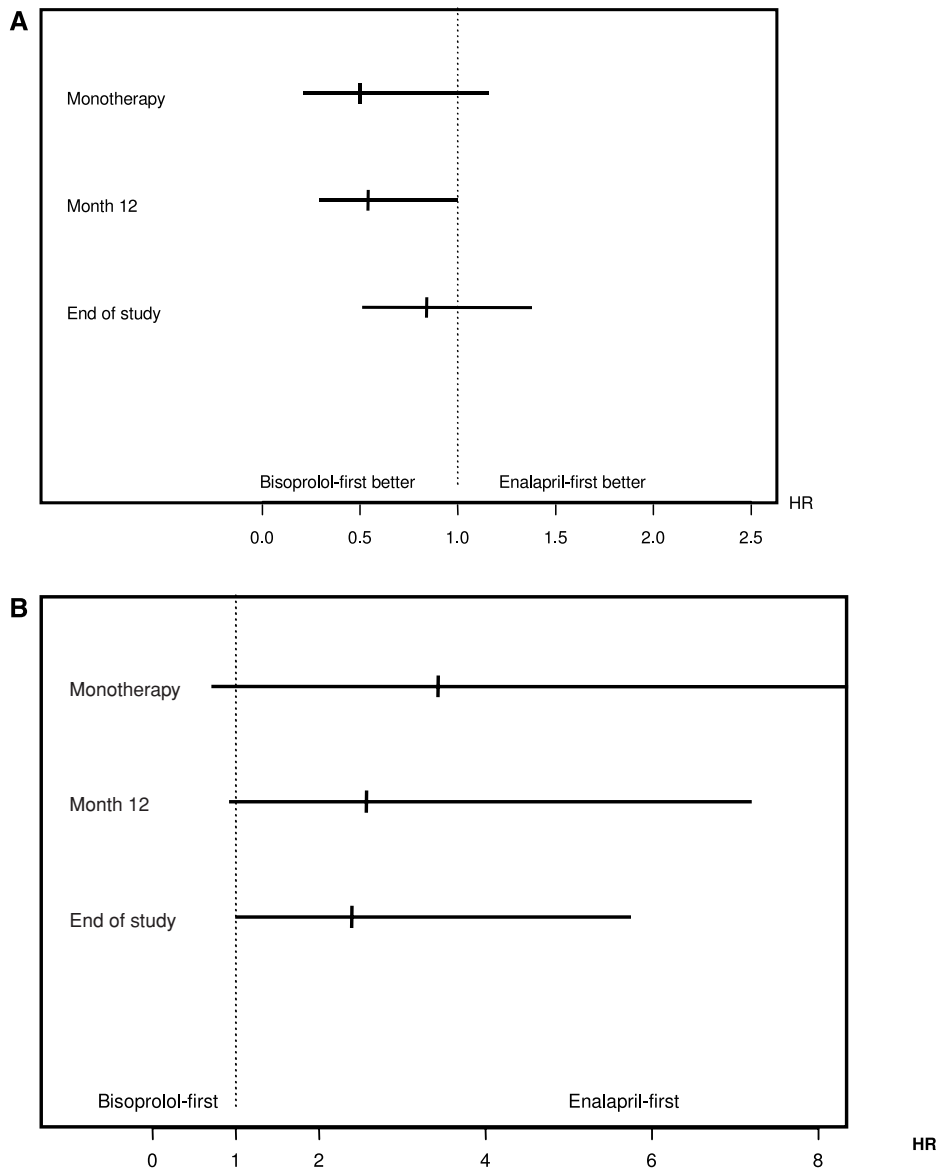 A
Monotherapy
Month 12
End of study
Bisoprolol-first better Enalapril-first better
HR
0.0 0.5 1.0 1.5 2.0 2.5
B
Monotherapy
Month 12
End of study
Bisoprolol-first Enalapril-first
HR
0 1 2 4 6 8